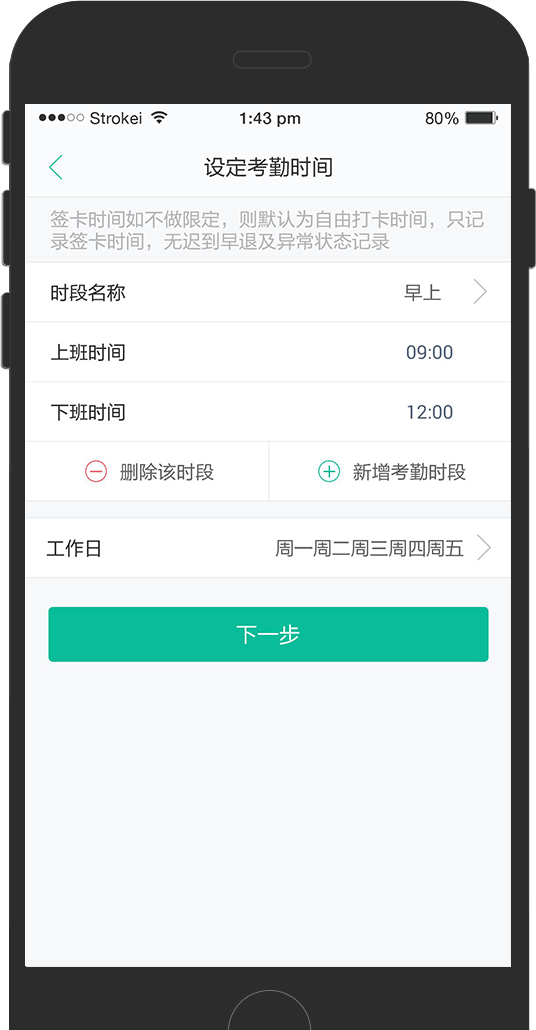 Strokei 1:43 pm 80%
设定考勤时间
签卡时间如不做限定，则默认为自由打卡时间，只记
录签卡时间，无迟到早退及异常状态记录
时段名称 早上
上班时间 09:00
下班时间 12:00
删除该时段 新增考勤时段
工作日 周一周二周三周四周五
下一步